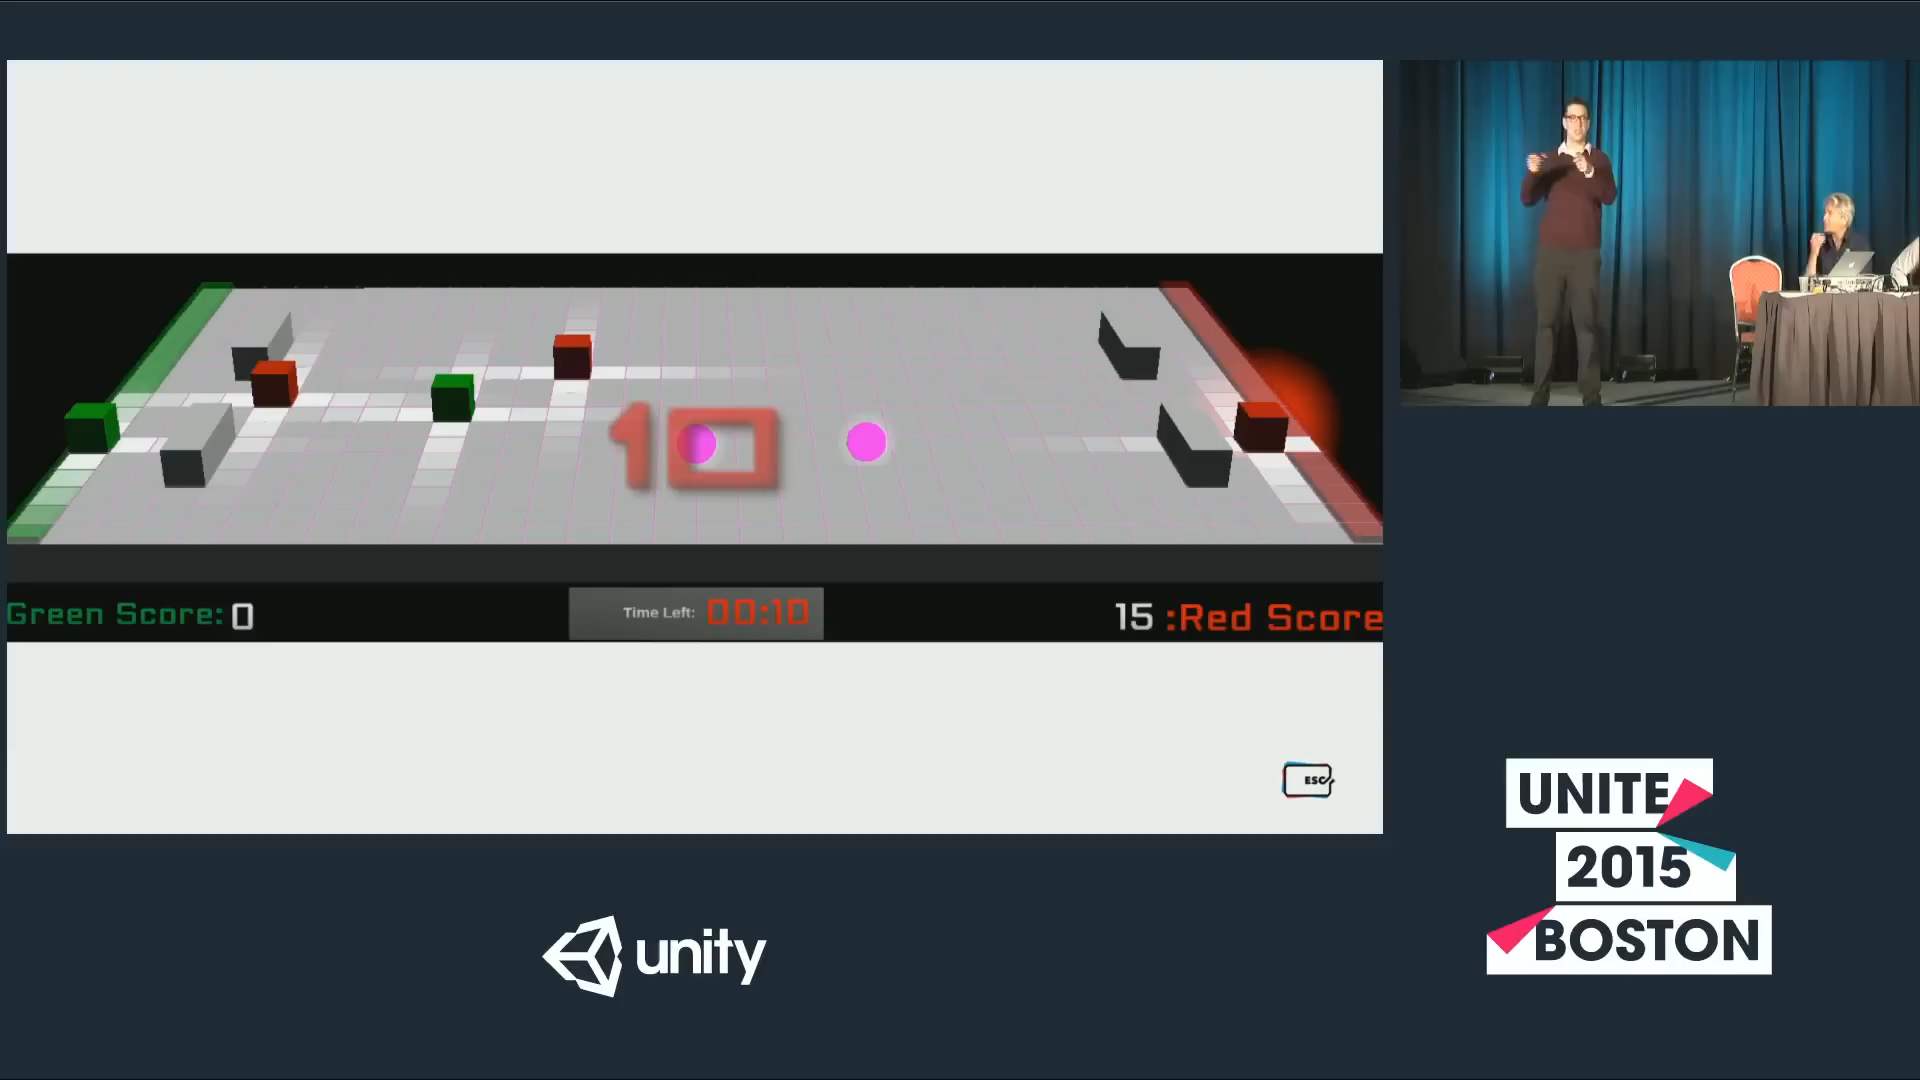 10
Green Score: 0
Time Left: 00:10
15 :Red Score
ESC
unity
UNITE
2015
BOSTON